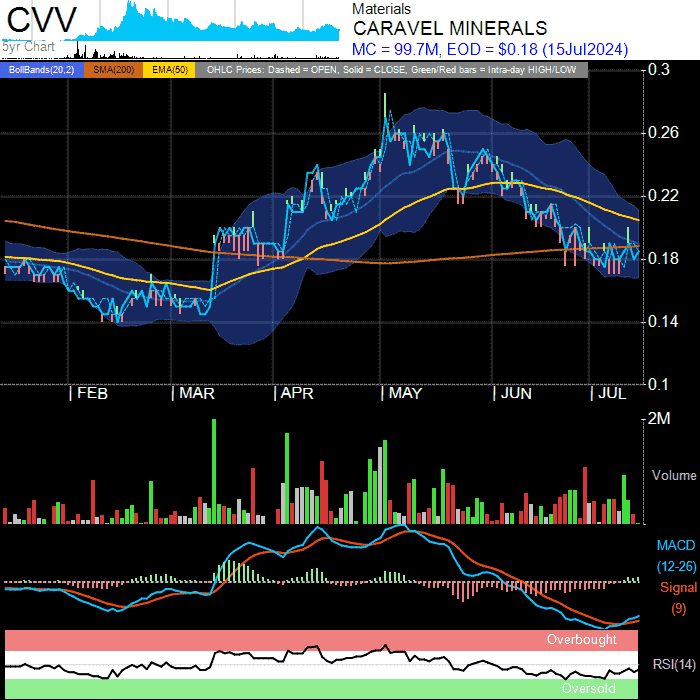 CVV
5yr Chart
Materials
CARAVEL MINERALS
MC = 99.7M, EOD = $0.18 (15Jul2024)
BollBands(20,2) SMA(200) EMA(50) OHLC Prices: Dashed = OPEN, Solid = CLOSE, Green/Red bars = Intra-day HIGH/LOW
0.3
0.26
0.22
0.18
0.14
0.1
FEB MAR APR MAY JUN JUL
2M
Volume
MACD
(12-26)
Signal
(9)
Overbought
RSI(14)
Oversold